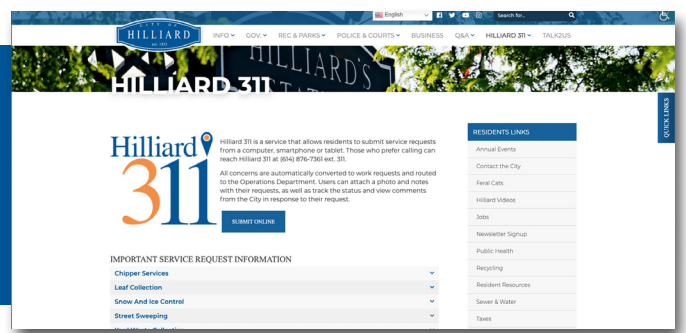 English
Search for...
CITY OF
HILLIARD
INFO
GOV.
REC & PARKS
POLICE & COURTS
BUSINESS
Q&A
HILLIARD 311
TALK2US
HILLIARD'S
HILLIARD 311
QUICK LINKS
Hilliard
311
Hilliard 311 is a service that allows residents to submit service requests
from a computer, smartphone or tablet. Those who prefer calling can
reach Hilliard 311 at (614) 876-7361 ext. 311.
All concerns are automatically converted to work requests and routed
to the Operations Department. Users can attach a photo and notes
with their requests, as well as track the status and view comments
from the City in response to their request.
SUBMIT ONLINE
IMPORTANT SERVICE REQUEST INFORMATION
Chipper Services
Leaf Collection
Snow And Ice Control
Street Sweeping
RESIDENTS LINKS
Annual Events
Contact the City
Feral Cats
Hilliard Videos
Jobs
Newsletter Signup
Public Health
Recycling
Resident Resources
Sewer & Water
Taxes